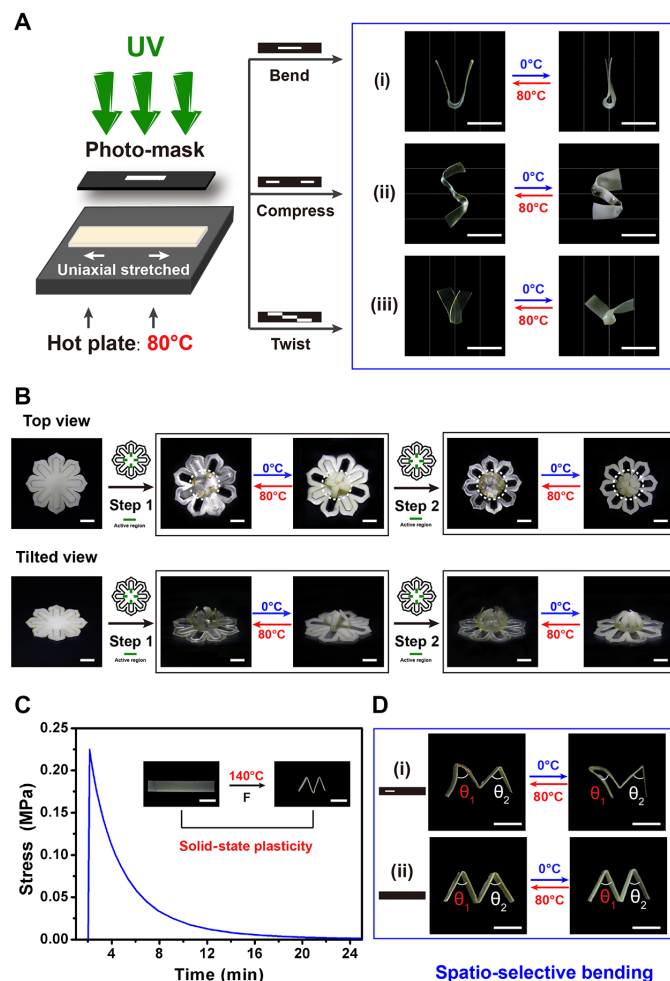 A
UV
Photo-mask
Uniaxial stretched
Hot plate: 80°C
Bend
Compress
Twist
(i)
0°C
80°C
(ii)
0°C
80°C
(iii)
0°C
80°C
B
Top view
Step 1
Active region
0°C
80°C
Step 2
Active region
0°C
80°C
Tilted view
Step 1
Active region
0°C
80°C
Step 2
Active region
0°C
80°C
C
Stress (MPa)
0.25
0.20
0.15
0.10
0.05
0.00
4 8 12 16 20 24
Time (min)
140°C
F
Solid-state plasticity
D
(i)
θ1 θ2
0°C
80°C
θ1 θ2
(ii)
θ1 θ2
0°C
80°C
θ1 θ2
Spatio-selective bending